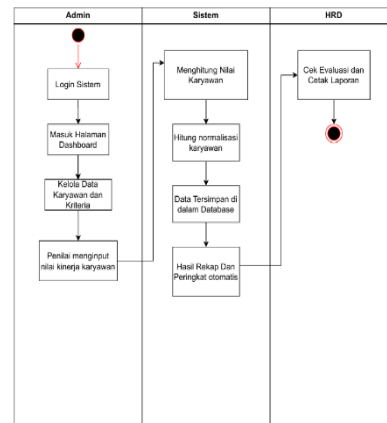 Admin
Sistem
HRD
Login Sistem
Masuk Halaman
Dashboard
Kelola Data
Karyawan dan
Kriteria
Penilai menginput
nilai kinerja karyawan
Menghitung Nilai
Karyawan
Hitung normalisasi
karyawan
Data Tersimpan di
dalam Database
Hasil Rekap Dan
Peringkat otomatis
Cek Evaluasi dan
Cetak Laporan